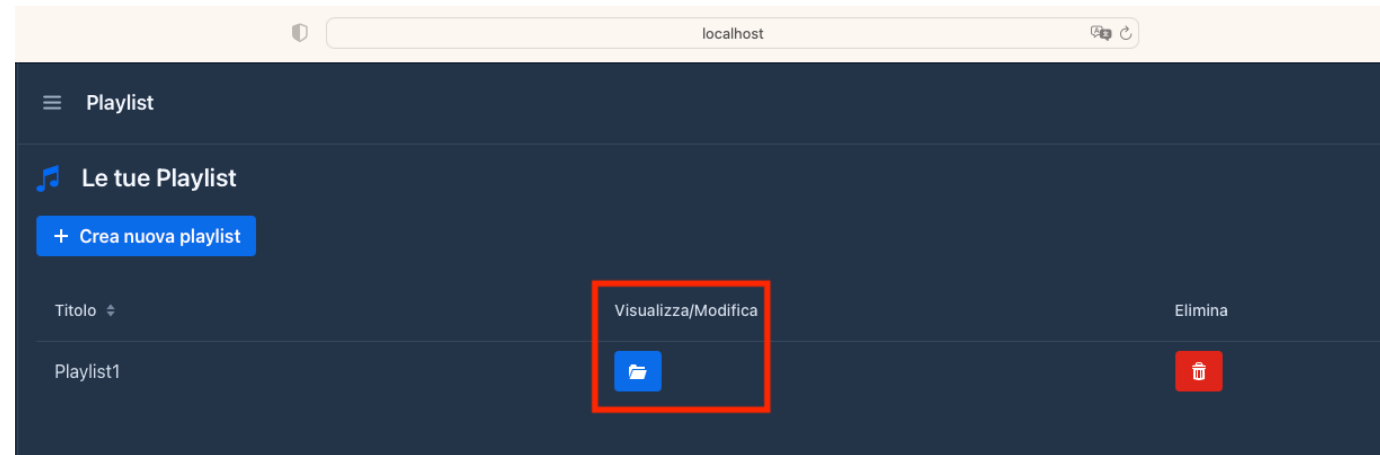 localhost
Playlist
Le tue Playlist
+ Crea nuova playlist
Titolo Visualizza/Modifica Elimina
Playlist1